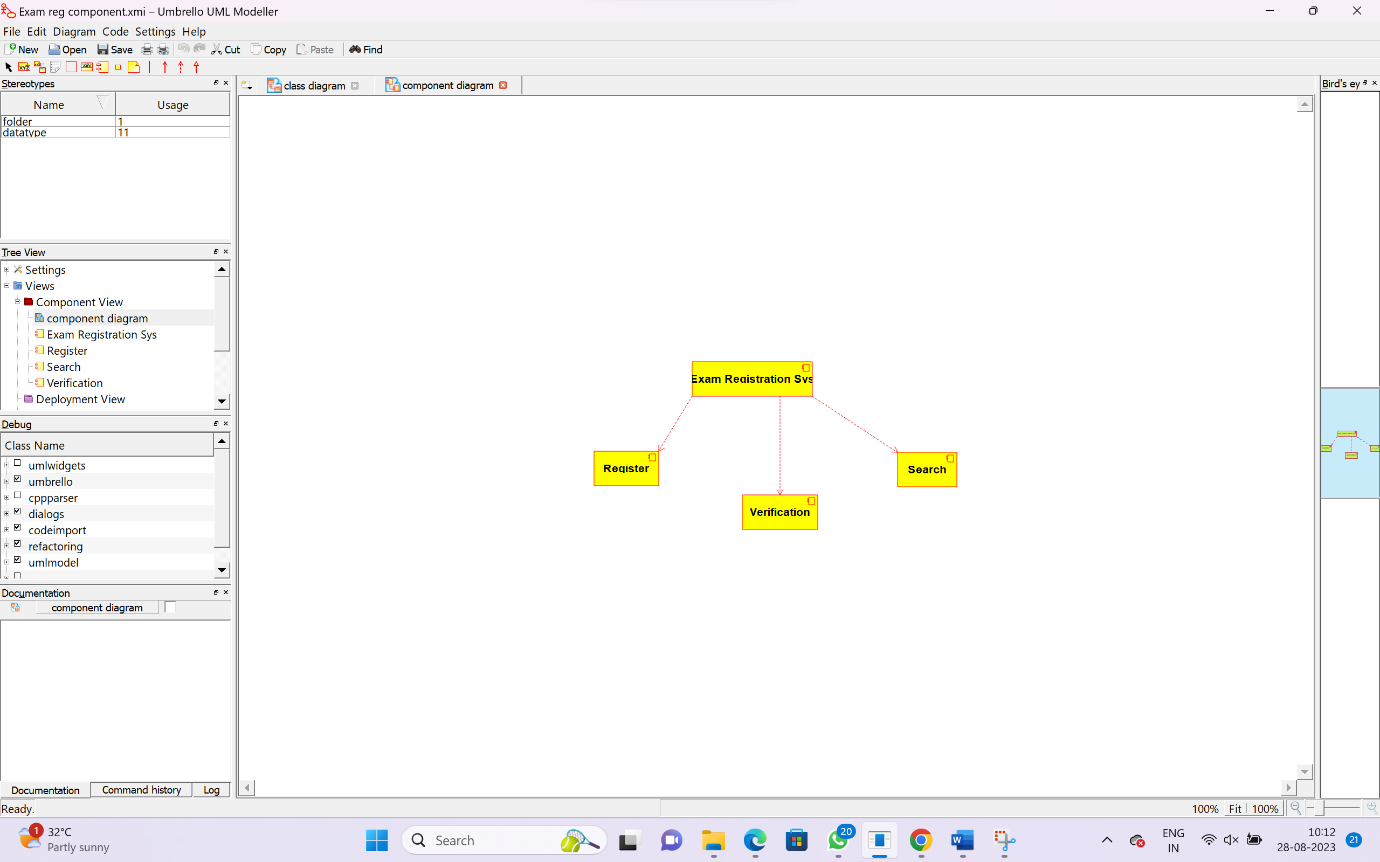 Exam reg component.xmi – Umbrello UML Modeller
File Edit Diagram Code Settings Help
New Open Save Cut Copy Paste Find
Stereotypes
Name Usage
folder 1
datatype 11
Tree View
Settings
Views
Component View
component diagram
Exam Registration Sys
Register
Search
Verification
Deployment View
Debug
Class Name
umlwidgets
umbrello
cppparser
dialogs
codeimport
refactoring
umlmodel
Documentation
component diagram
Documentation Command history Log
Ready.
class diagram component diagram
Exam Registration Sys
Register
Search
Verification
Bird's ey
100% Fit 100%
1 32°C
Partly sunny
Search
20
ENG
IN
10:12
28-08-2023
21